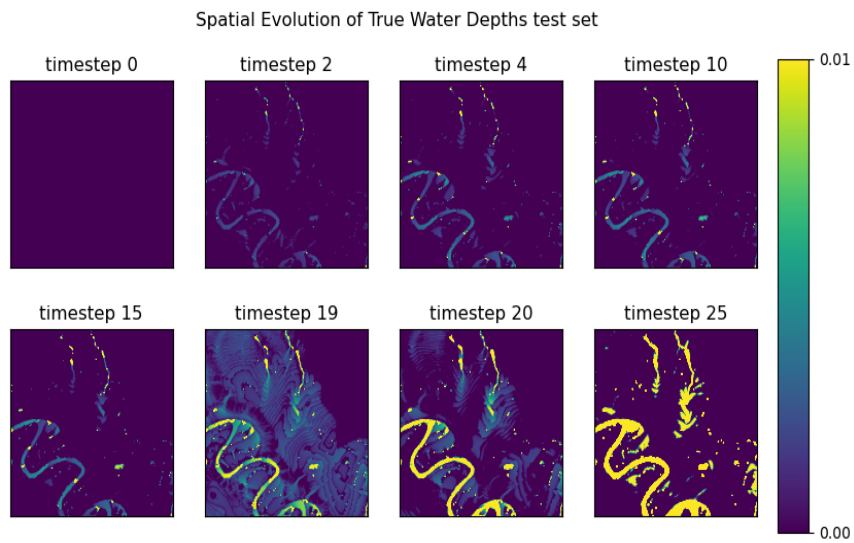 Spatial Evolution of True Water Depths test set
timestep 0
timestep 2
timestep 4
timestep 10
0.01
timestep 15
timestep 19
timestep 20
timestep 25
0.00